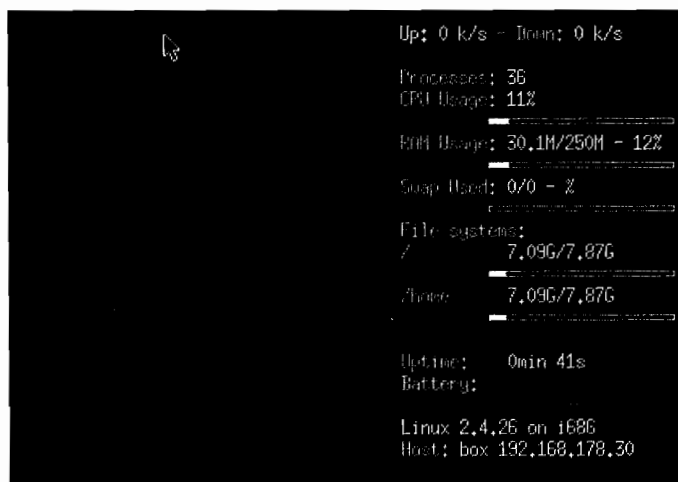 Up: 0 k/s - Down: 0 k/s
Processes: 36
CPU Usage: 11%
RAM Usage: 30.1M/250M - 12%
Swap Used: 0/0 - %
File systems:
/ 7.09G/7.87G
/home 7.09G/7.87G
Uptime: 0min 41s
Battery:
Linux 2.4.26 on i686
Host: box 192.168.178.30